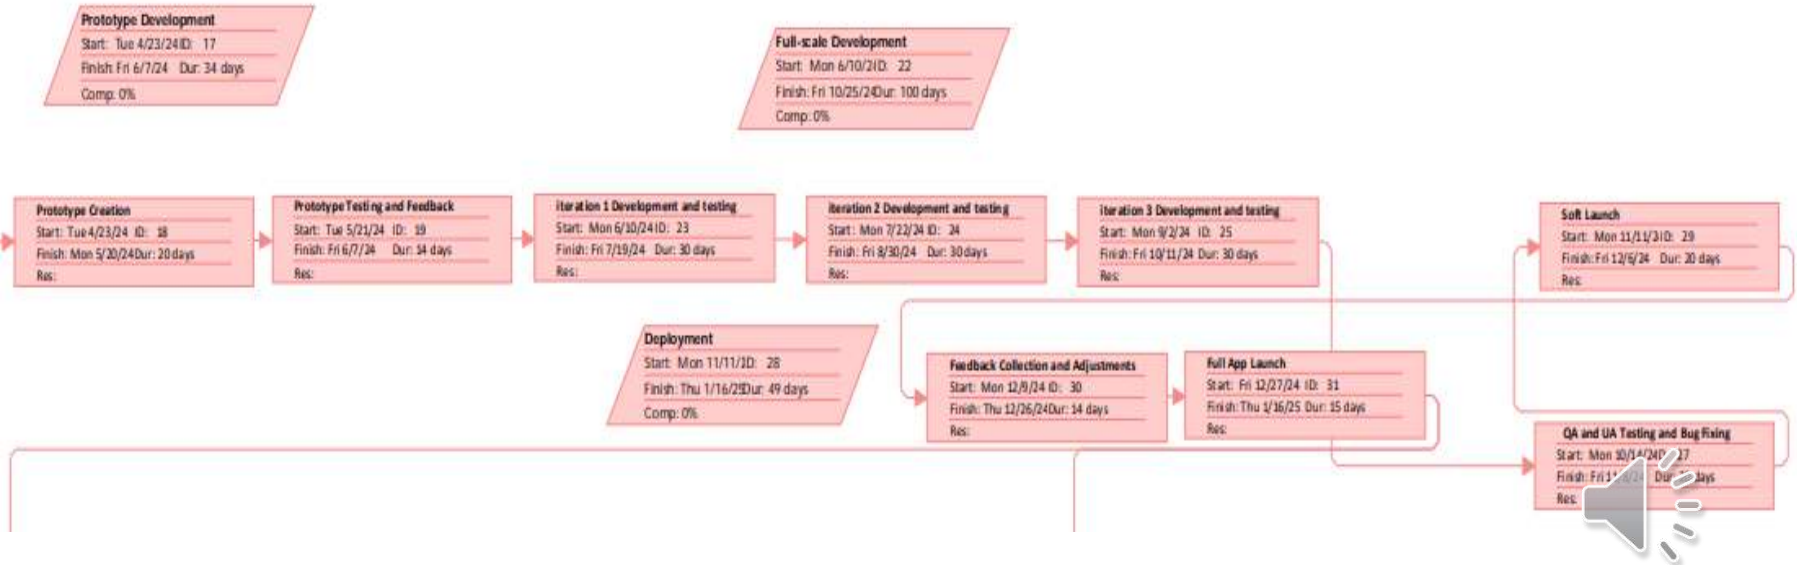 Prototype Development
Start: Tue 4/23/24 ID: 17
Finish: Fri 6/7/24 Dur: 34 days
Comp: 0%
Full-scale Development
Start: Mon 6/10/2 ID: 22
Finish: Fri 10/25/24 Dur: 100 days
Comp: 0%
Prototype Creation
Start: Tue 4/23/24 ID: 18
Finish: Mon 5/20/24 Dur: 20 days
Res:
Prototype Testing and Feedback
Start: Tue 5/21/24 ID: 19
Finish: Fri 6/7/24 Dur: 14 days
Res:
iteration 1 Development and testing
Start: Mon 6/10/24 ID: 23
Finish: Fri 7/19/24 Dur: 30 days
Res:
iteration 2 Development and testing
Start: Mon 7/22/24 ID: 24
Finish: Fri 8/30/24 Dur: 30 days
Res:
iteration 3 Development and testing
Start: Mon 9/2/24 ID: 25
Finish: Fri 10/11/24 Dur: 30 days
Res:
Soft Launch
Start: Mon 11/11/2 ID: 29
Finish: Fri 12/6/24 Dur: 20 days
Res:
Deployment
Start: Mon 11/11/2 ID: 28
Finish: Thu 1/16/25 Dur: 49 days
Comp: 0%
Feedback Collection and Adjustments
Start: Mon 12/9/24 ID: 30
Finish: Thu 12/26/24 Dur: 14 days
Res:
Full App Launch
Start: Fri 12/27/24 ID: 31
Finish: Thu 1/16/25 Dur: 15 days
Res:
QA and UA Testing and Bug Fixing
Start: Mon 10/14/24 27
Finish: Fri Dur: days
Res: